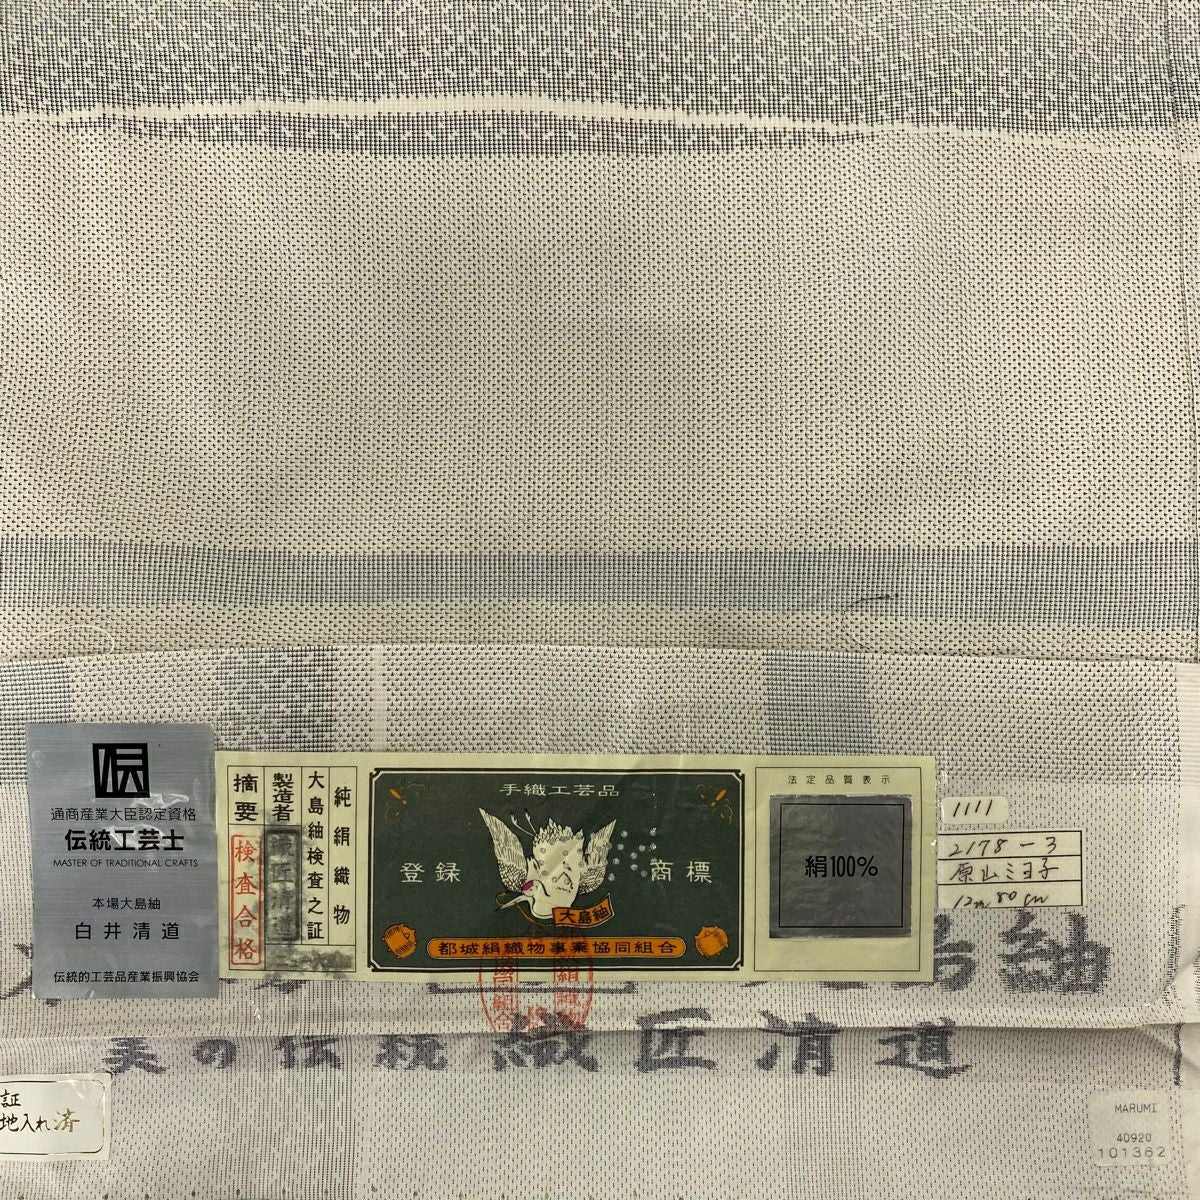 通商産業大臣認定資格
伝統工芸士
MASTER OF TRADITIONAL CRAFTS
本場大島紬
白井清道
伝統的工芸品産業振興協会
純絹織物
大島紬検査之証
製造者
織匠清道
摘要
検査合格
手織工芸品
登録 商標
大島紬
都城絹織物事業協同組合
法定品質表示
絹100%
1111
2178-3
原山ミヨ子
12m80cm
島紬
美の伝統 織匠清道
証
地入れ済
MARUMI
40920
101362